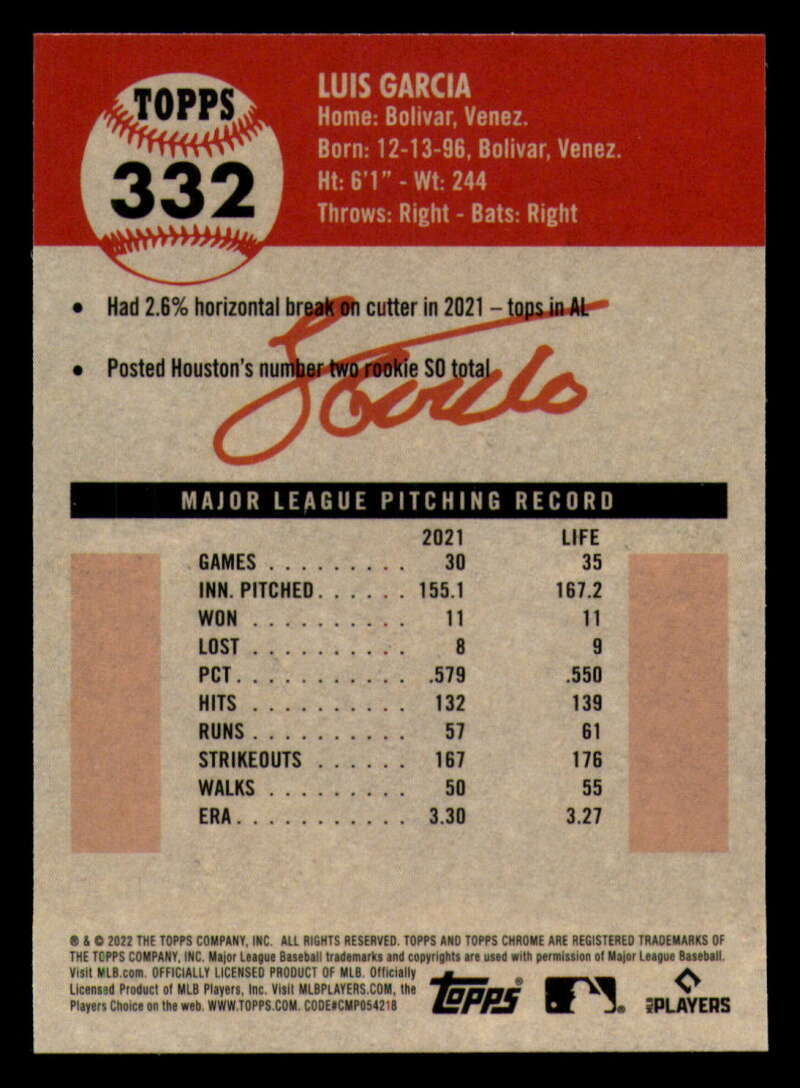 TOPPS
332
LUIS GARCIA
Home: Bolivar, Venez.
Born: 12-13-96, Bolivar, Venez.
Ht: 6'1" - Wt: 244
Throws: Right - Bats: Right
• Had 2.6% horizontal break on cutter in 2021 – tops in AL
• Posted Houston's number two rookie SO total
MAJOR LEAGUE PITCHING RECORD
2021 LIFE
GAMES . . . . . . . . . 30 35
INN. PITCHED. . . . . . 155.1 167.2
WON . . . . . . . . . . 11 11
LOST . . . . . . . . . . 8 9
PCT. . . . . . . . . . . .579 .550
HITS . . . . . . . . . . 132 139
RUNS . . . . . . . . . . 57 61
STRIKEOUTS . . . . . . 167 176
WALKS . . . . . . . . . 50 55
ERA. . . . . . . . . . . 3.30 3.27
® & © 2022 THE TOPPS COMPANY, INC. ALL RIGHTS RESERVED. TOPPS AND TOPPS CHROME ARE REGISTERED TRADEMARKS OF
THE TOPPS COMPANY, INC. Major League Baseball trademarks and copyrights are used with permission of Major League Baseball.
Visit MLB.com. OFFICIALLY LICENSED PRODUCT OF MLB. Officially
Licensed Product of MLB Players, Inc. Visit MLBPLAYERS.COM, the
Players Choice on the web. WWW.TOPPS.COM. CODE#CMP054218
TOPPS®
MLB PLAYERS